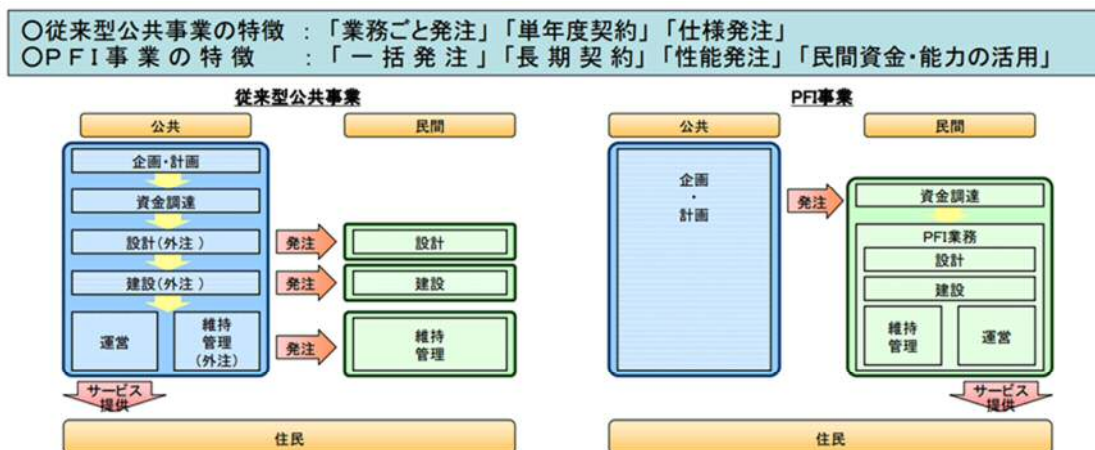 ○従来型公共事業の特徴 : 「業務ごと発注」「単年度契約」「仕様発注」
○PFI事業の特徴 : 「一括発注」「長期契約」「性能発注」「民間資金・能力の活用」
従来型公共事業
公共
民間
企画・計画
資金調達
設計(外注)
発注
設計
建設(外注)
発注
建設
運営
維持
管理
(外注)
発注
維持
管理
サービス
提供
住民
PFI事業
公共
民間
企画
・
計画
発注
資金調達
PFI業務
設計
建設
維持
管理
運営
サービス
提供
住民